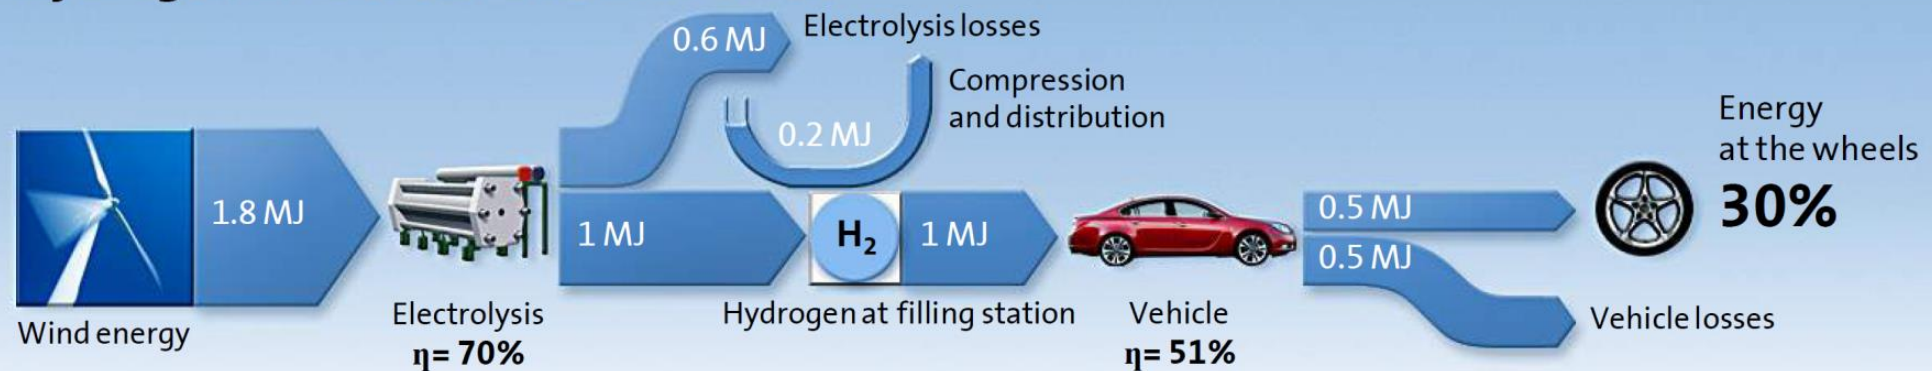 0.6 MJ
Electrolysis losses
Compression
and distribution
0.2 MJ
1.8 MJ
1 MJ
H₂
1 MJ
0.5 MJ
0.5 MJ
Energy
at the wheels
30%
Wind energy
Electrolysis
η= 70%
Hydrogen at filling station
Vehicle
η= 51%
Vehicle losses